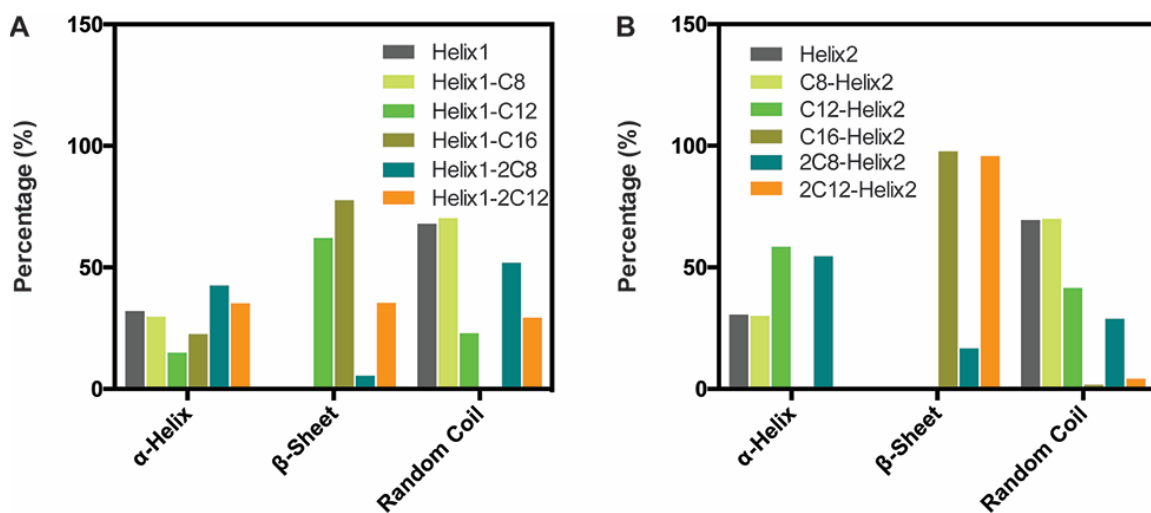 A
Percentage (%)
150
100
50
0
Helix1
Helix1-C8
Helix1-C12
Helix1-C16
Helix1-2C8
Helix1-2C12
α-Helix
β-Sheet
Random Coil
B
Percentage (%)
150
100
50
0
Helix2
C8-Helix2
C12-Helix2
C16-Helix2
2C8-Helix2
2C12-Helix2
α-Helix
β-Sheet
Random Coil